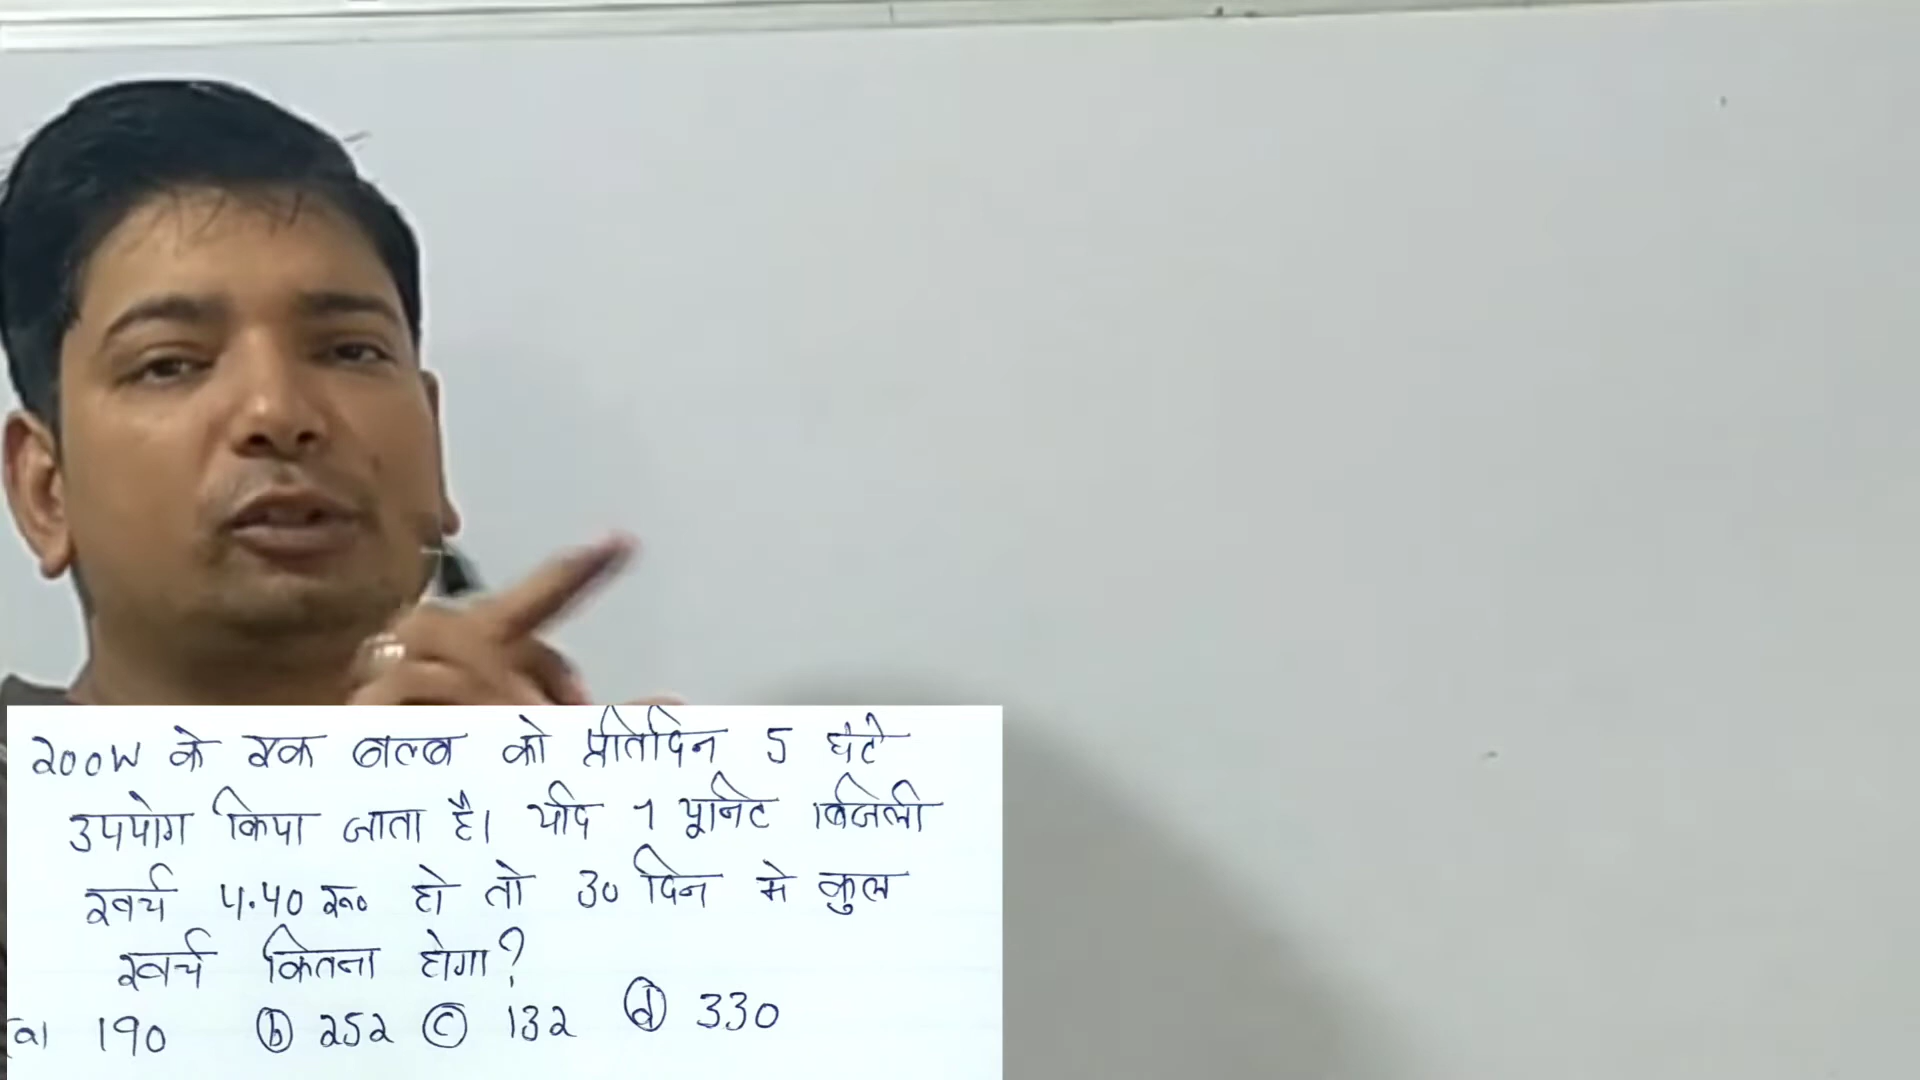 200W के एक बल्ब को प्रतिदिन 5 घंटे
उपयोग किया जाता है। यदि 1 यूनिट बिजली
खर्च 4.40 रू० हो तो 30 दिन मे कुल
खर्च कितना होगा?
(a) 190 (b) 252 (c) 132 (d) 330